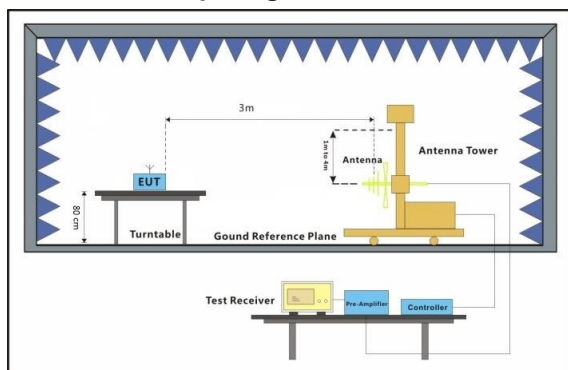 3m
1m to 4m
Antenna
Antenna Tower
EUT
80 cm
Turntable
Gound Reference Plane
Test Receiver
Pre-Amplifier
Controller